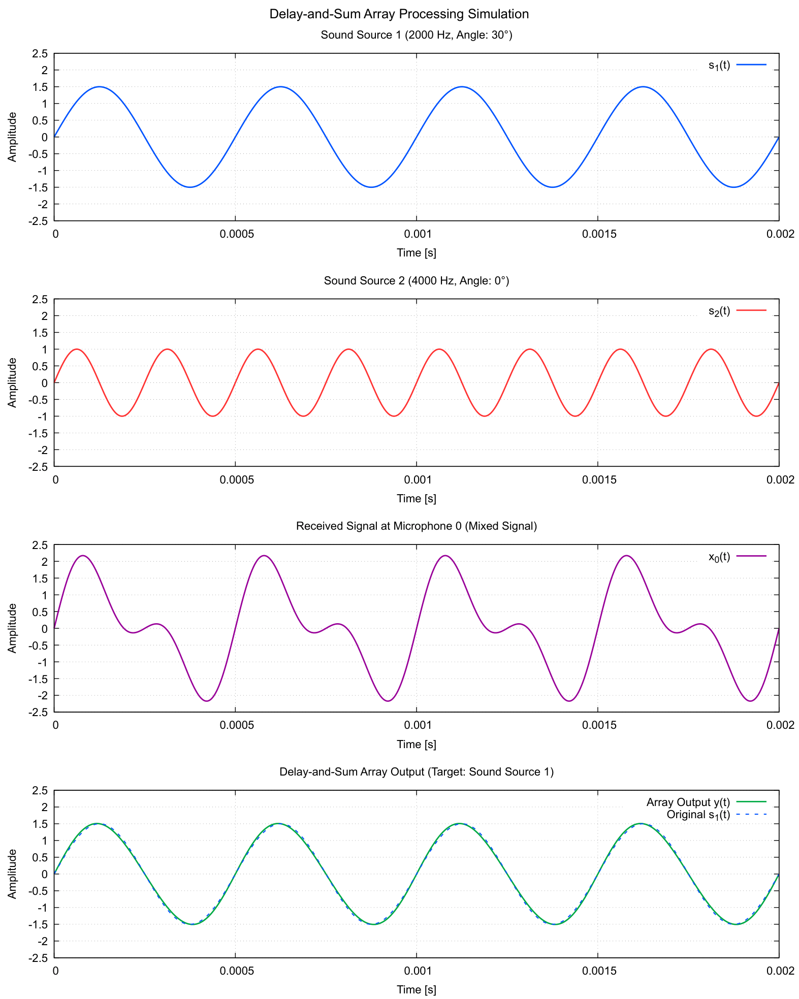 Delay-and-Sum Array Processing Simulation
Sound Source 1 (2000 Hz, Angle: 30°)
2.5
2
1.5
1
0.5
0
-0.5
-1
-1.5
-2
-2.5
Amplitude
s1(t)
0 0.0005 0.001 0.0015 0.002
Time [s]
Sound Source 2 (4000 Hz, Angle: 0°)
2.5
2
1.5
1
0.5
0
-0.5
-1
-1.5
-2
-2.5
Amplitude
s2(t)
0 0.0005 0.001 0.0015 0.002
Time [s]
Received Signal at Microphone 0 (Mixed Signal)
2.5
2
1.5
1
0.5
0
-0.5
-1
-1.5
-2
-2.5
Amplitude
x0(t)
0 0.0005 0.001 0.0015 0.002
Time [s]
Delay-and-Sum Array Output (Target: Sound Source 1)
2.5
2
1.5
1
0.5
0
-0.5
-1
-1.5
-2
-2.5
Amplitude
Array Output y(t)
Original s1(t)
0 0.0005 0.001 0.0015 0.002
Time [s]